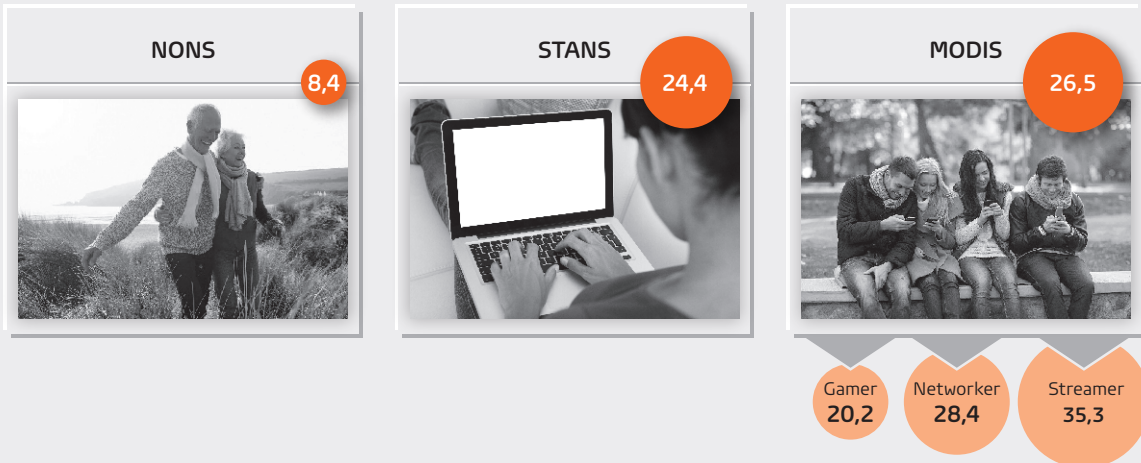 NONS
8,4
STANS
24,4
MODIS
26,5
Gamer
20,2
Networker
28,4
Streamer
35,3